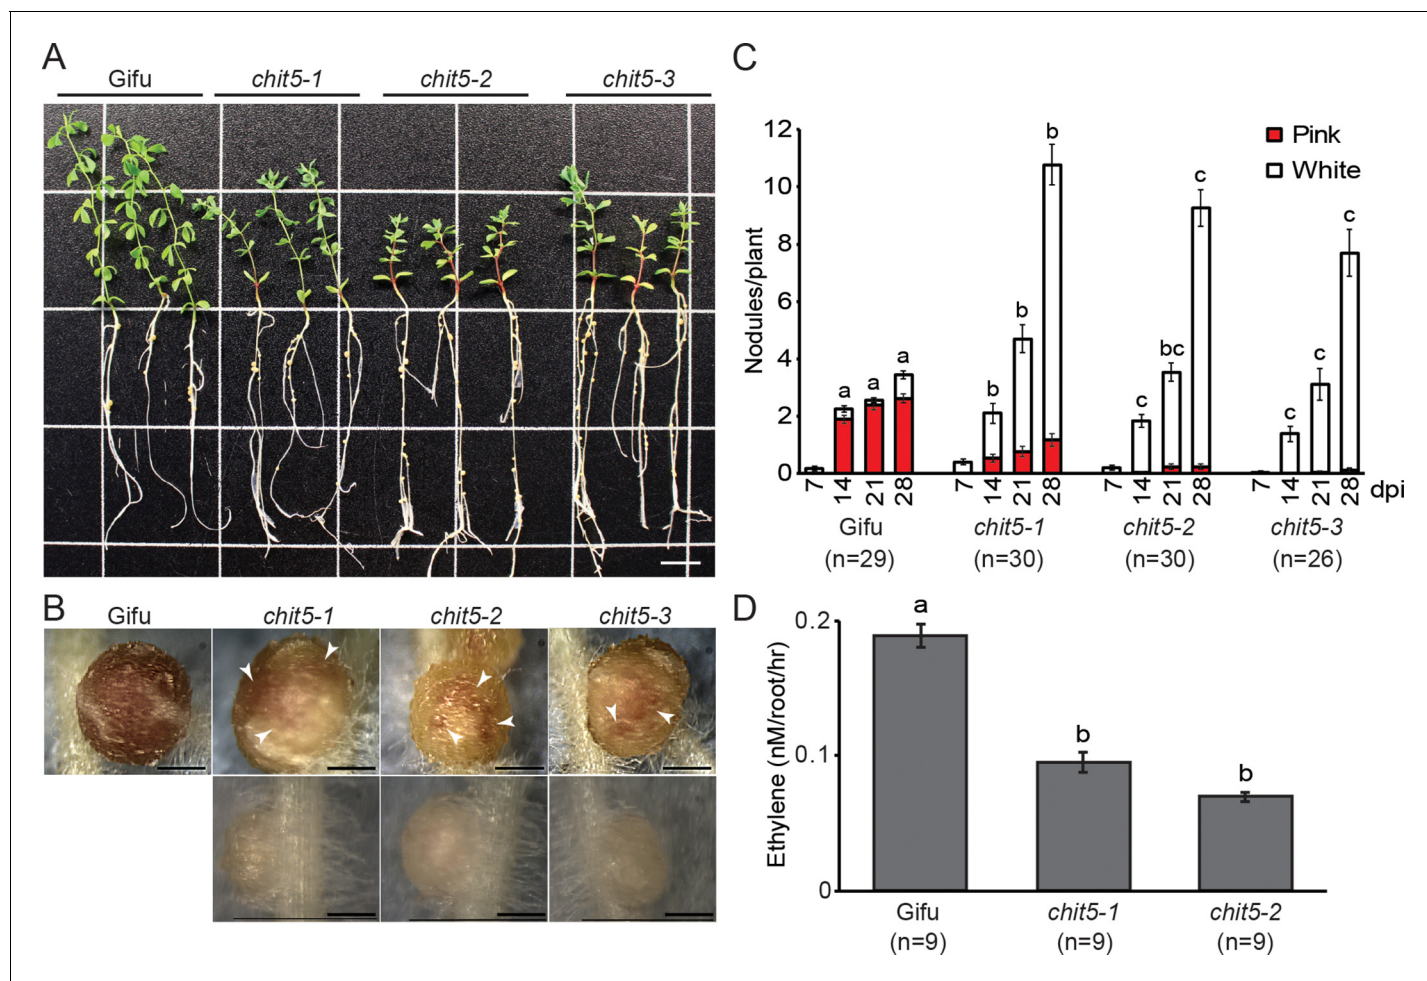 A
Gifu chit5-1 chit5-2 chit5-3
B
Gifu chit5-1 chit5-2 chit5-3
C
Nodules/plant
12
10
8
6
4
2
0
Pink
White
a a a
b b b
c bc c
c c c
7 14 21 28 7 14 21 28 7 14 21 28 7 14 21 28 dpi
Gifu chit5-1 chit5-2 chit5-3
(n=29) (n=30) (n=30) (n=26)
D
Ethylene (nM/root/hr)
0.2
0.1
0
a b b
Gifu chit5-1 chit5-2
(n=9) (n=9) (n=9)